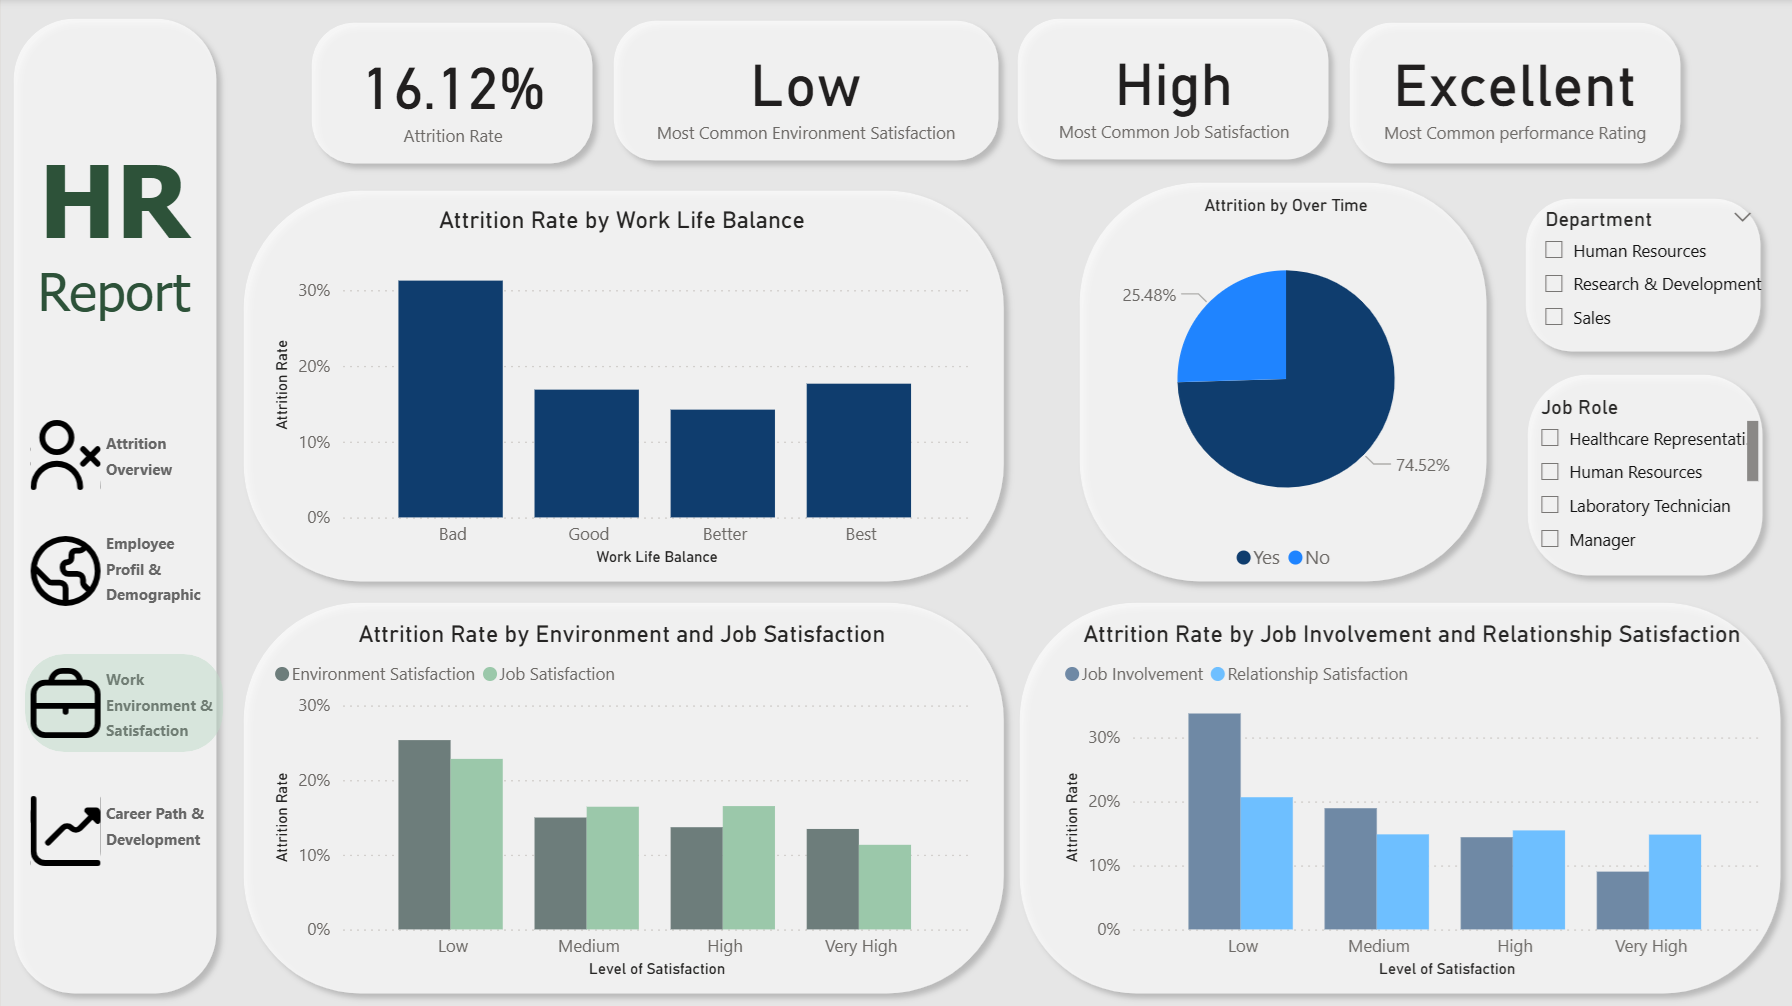 HR
Report
Attrition
Overview
Employee
Profil &
Demographic
Work
Environment &
Satisfaction
Career Path &
Development
16.12%
Attrition Rate
Low
Most Common Environment Satisfaction
High
Most Common Job Satisfaction
Excellent
Most Common performance Rating
Attrition Rate by Work Life Balance
Attrition Rate
30%
20%
10%
0%
Bad Good Better Best
Work Life Balance
Attrition by Over Time
25.48%
74.52%
Yes No
Department
Human Resources
Research & Development
Sales
Job Role
Healthcare Representati
Human Resources
Laboratory Technician
Manager
Attrition Rate by Environment and Job Satisfaction
Environment Satisfaction Job Satisfaction
Attrition Rate
30%
20%
10%
0%
Low Medium High Very High
Level of Satisfaction
Attrition Rate by Job Involvement and Relationship Satisfaction
Job Involvement Relationship Satisfaction
Attrition Rate
30%
20%
10%
0%
Low Medium High Very High
Level of Satisfaction